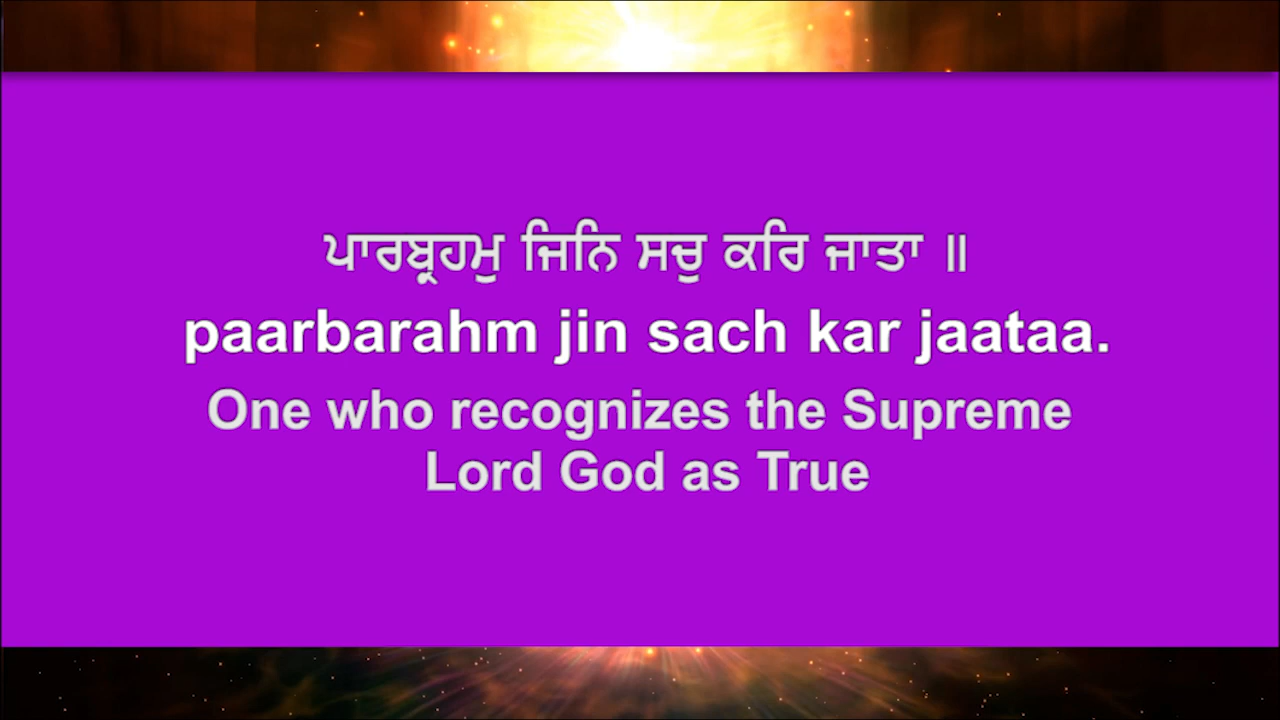 ਪਾਰਬ੍ਰਹਮੁ ਜਿਨਿ ਸਚੁ ਕਰਿ ਜਾਤਾ ॥
paarbarahm jin sach kar jaataa.
One who recognizes the Supreme
Lord God as True